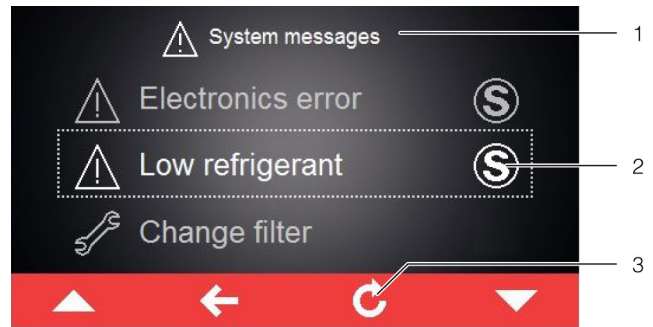 System messages
1
Electronics error S
Low refrigerant S
2
Change filter
3